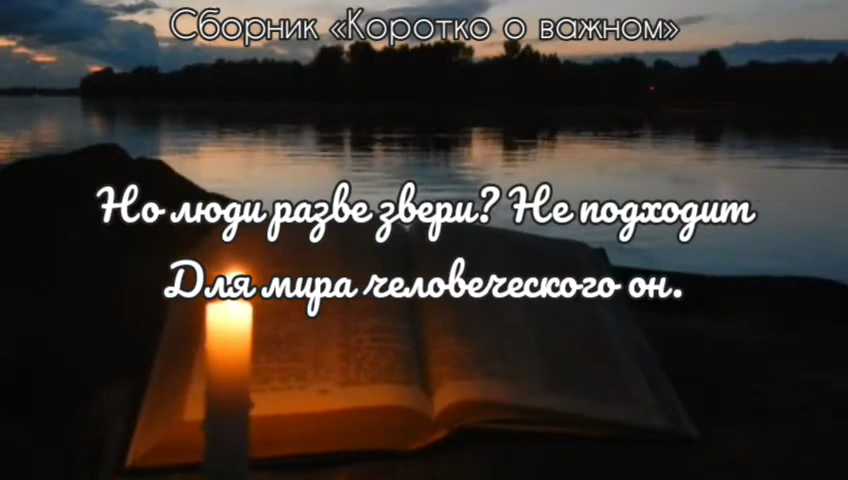 Сборник «Коротко о важном»
Но люди разве звери? Не подходит
Для мира человеческого он.